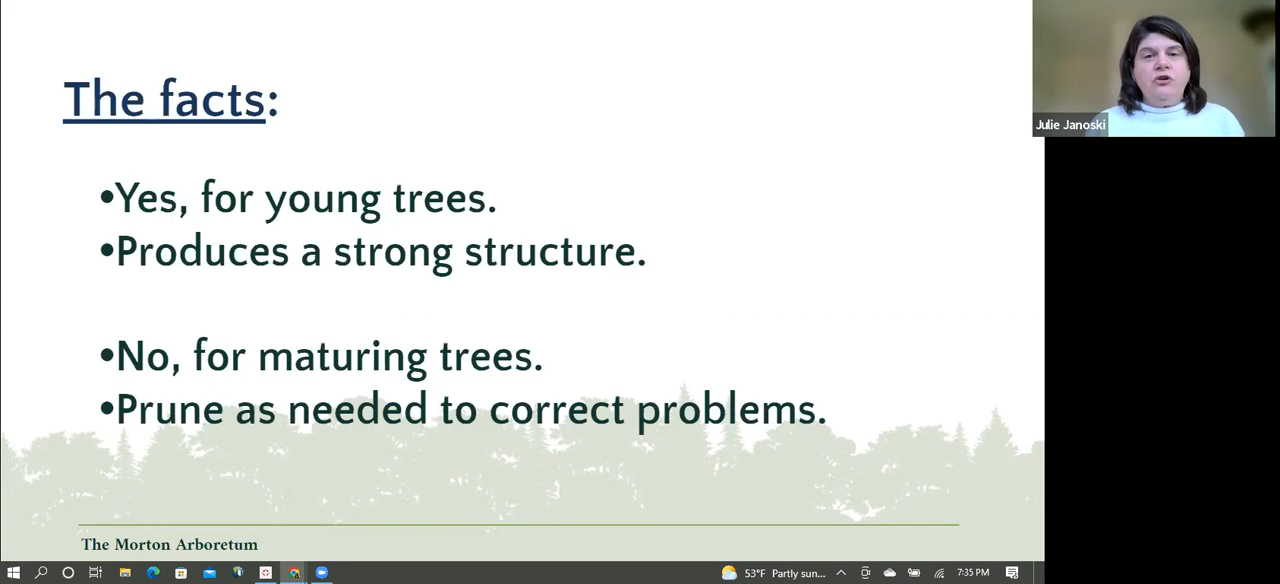 The facts:
•Yes, for young trees.
•Produces a strong structure.
•No, for maturing trees.
•Prune as needed to correct problems.
The Morton Arboretum
Julie Janoski
53°F Partly sun...
7:35 PM